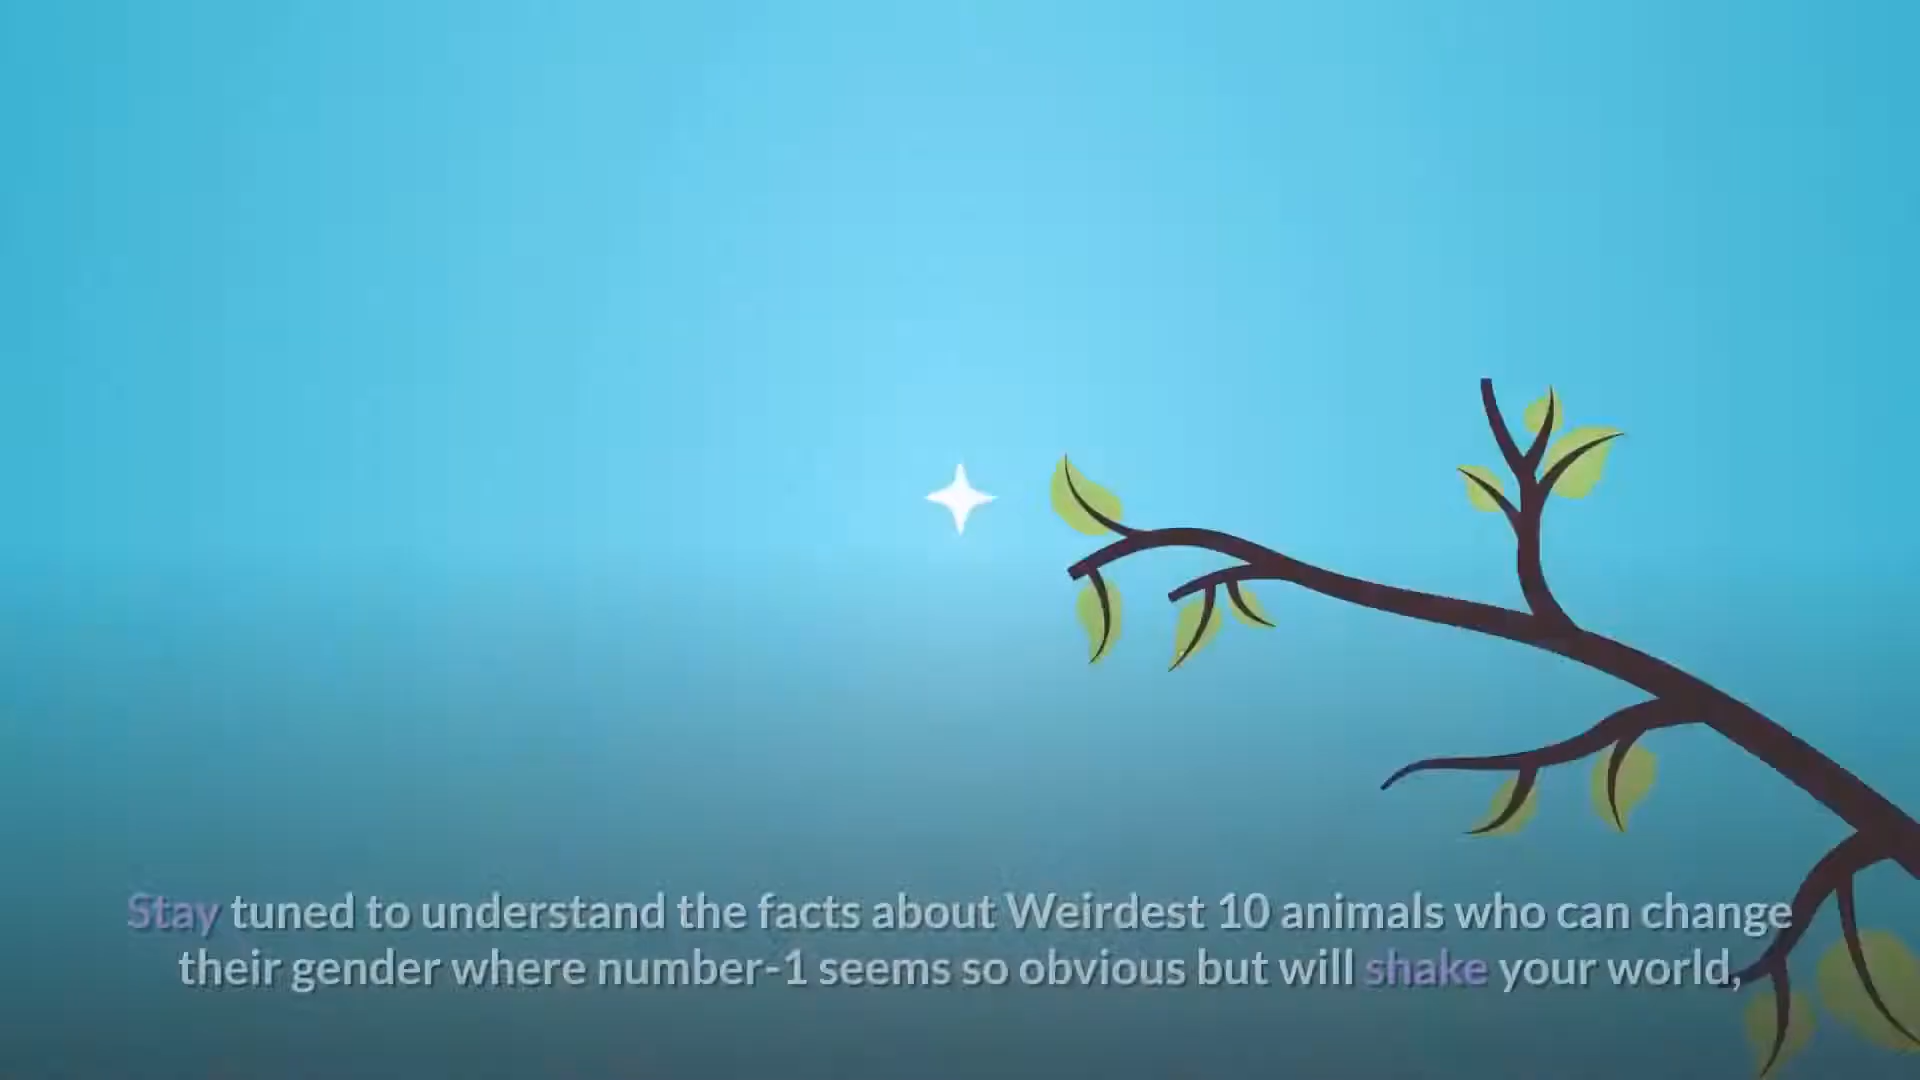 Stay tuned to understand the facts about Weirdest 10 animals who can change
their gender where number-1 seems so obvious but will shake your world,